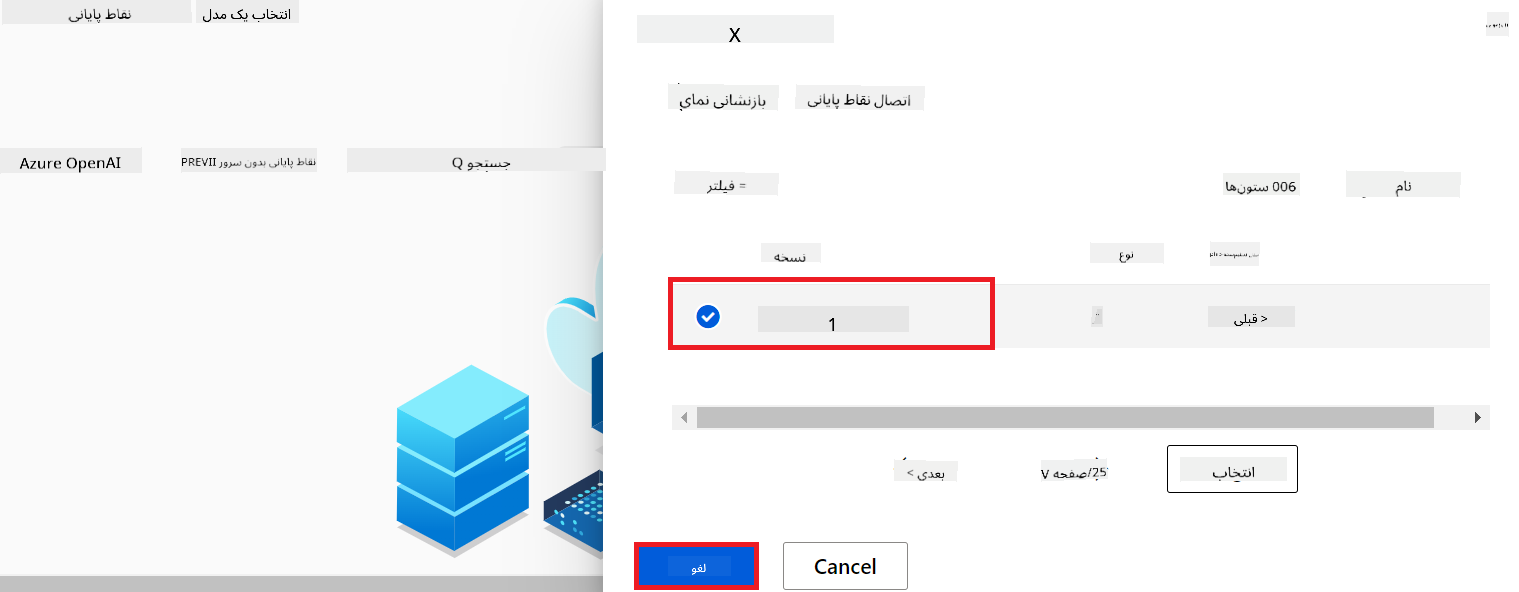 نقاط پایانی
انتخاب یک مدل
Azure OpenAI
نقاط پایانی بدون سرور PREVII
جستجو Q
X
بازنشانی نمای
اتصال نقاط پایانی
= فیلتر
006 ستون‌ها
نام
نسخه
نوع
1
< قبلی
بعدی >
25/صفحه V
انتخاب
لغو
Cancel